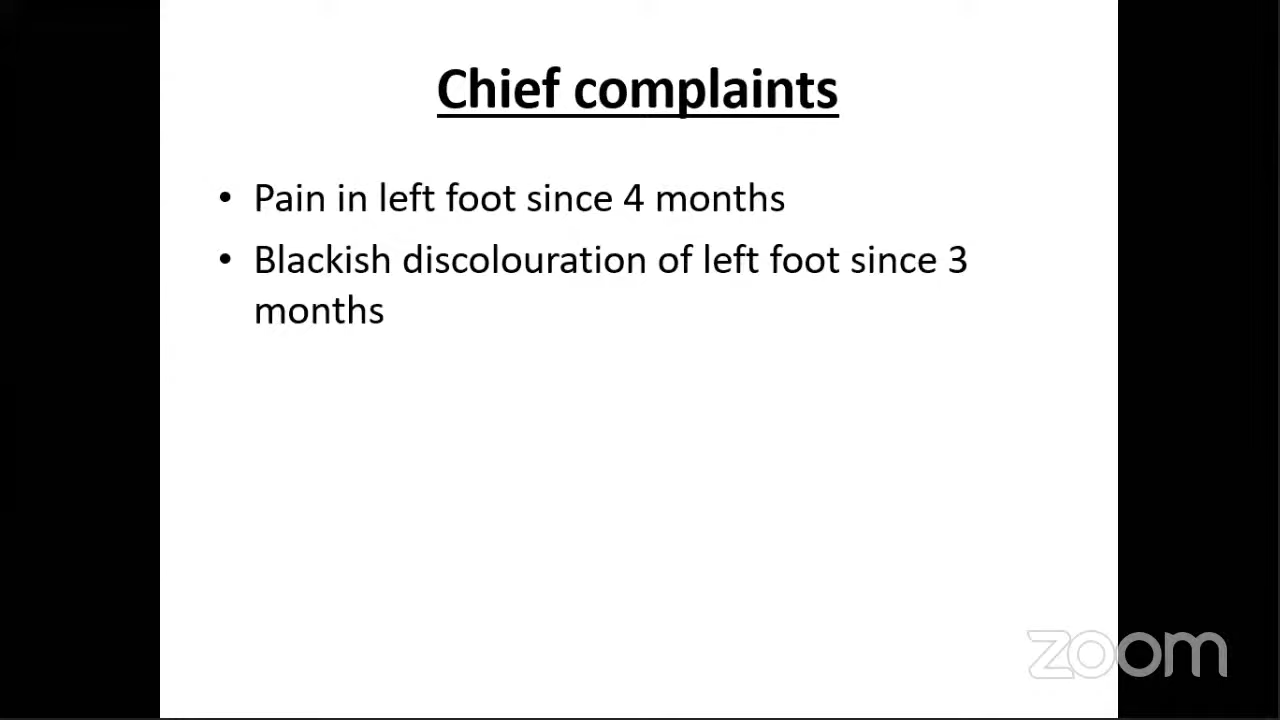 Chief complaints
• Pain in left foot since 4 months
• Blackish discolouration of left foot since 3
months
zoom